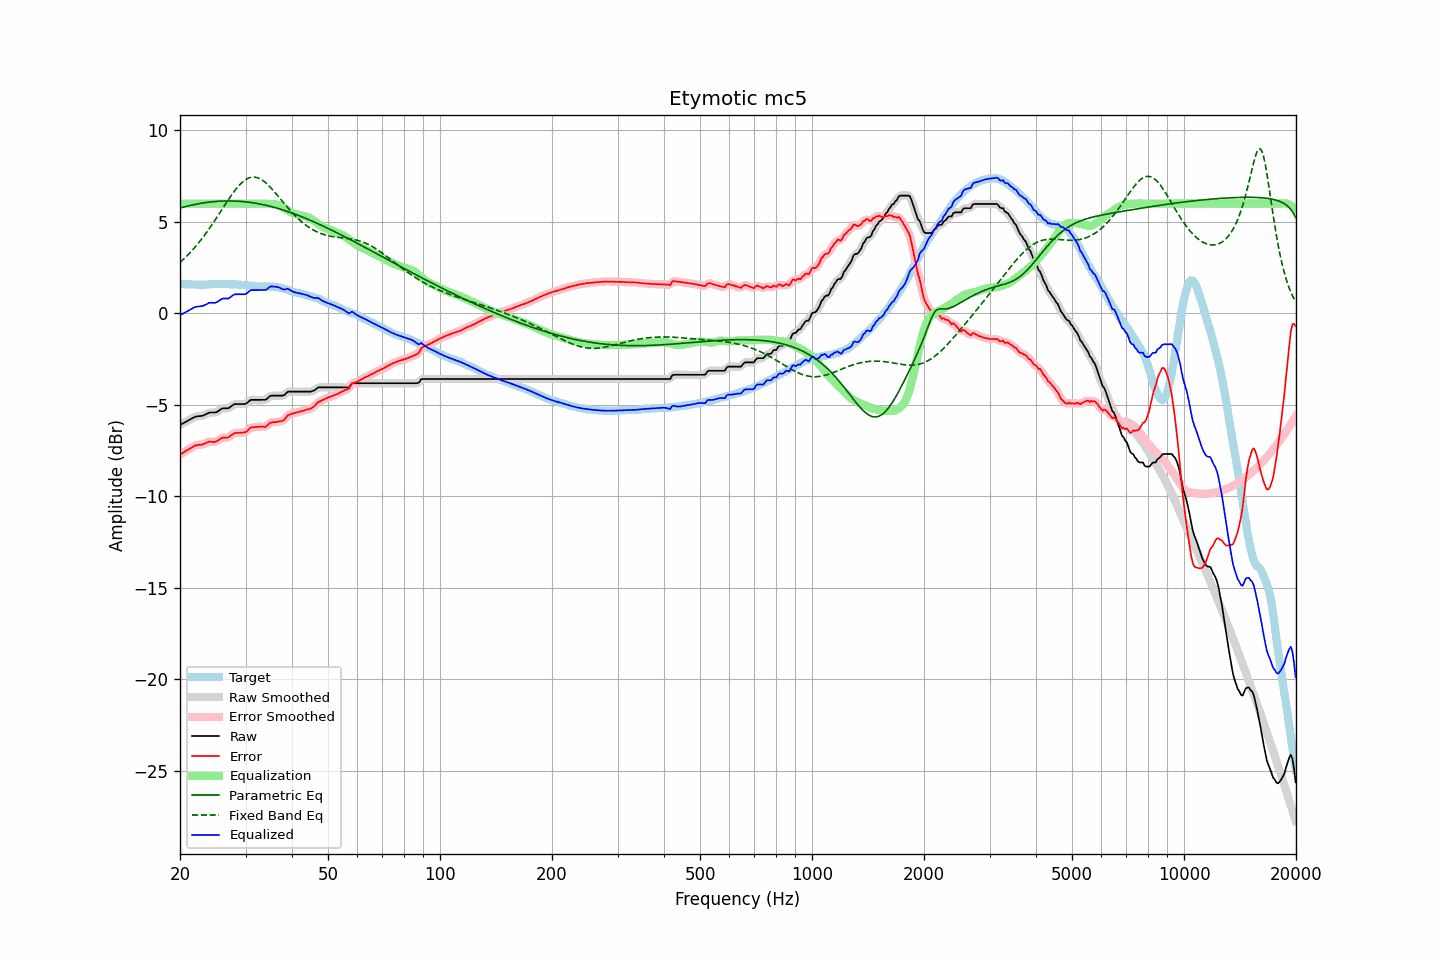 Etymotic mc5
Amplitude (dBr)
10
5
0
−5
−10
−15
−20
−25
Target
Raw Smoothed
Error Smoothed
Raw
Error
Equalization
Parametric Eq
Fixed Band Eq
Equalized
20 50 100 200 500 1000 2000 5000 10000 20000
Frequency (Hz)